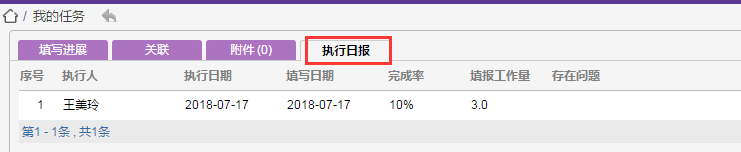 / 我的任务
填写进展 关联 附件(0) 执行日报
序号 执行人 执行日期 填写日期 完成率 填报工作量 存在问题
1 王美玲 2018-07-17 2018-07-17 10% 3.0
第1 - 1条 , 共1条